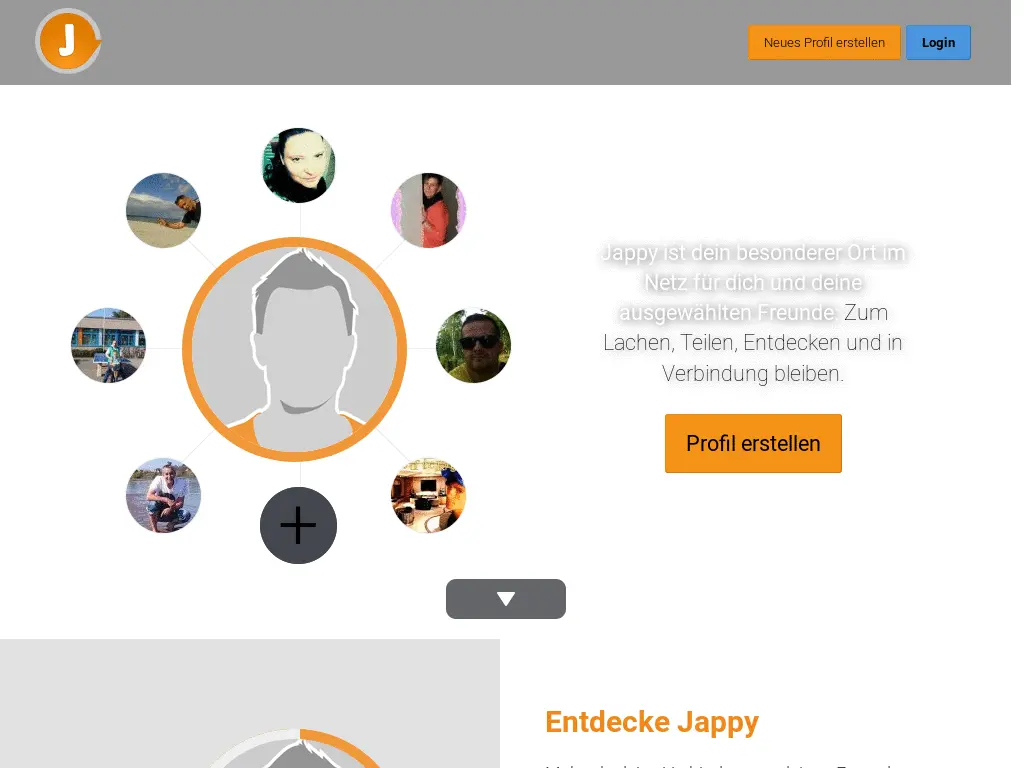 J
Neues Profil erstellen
Login
Jappy ist dein besonderer Ort im
Netz für dich und deine
ausgewählten Freunde. Zum
Lachen, Teilen, Entdecken und in
Verbindung bleiben.
Profil erstellen
Entdecke Jappy